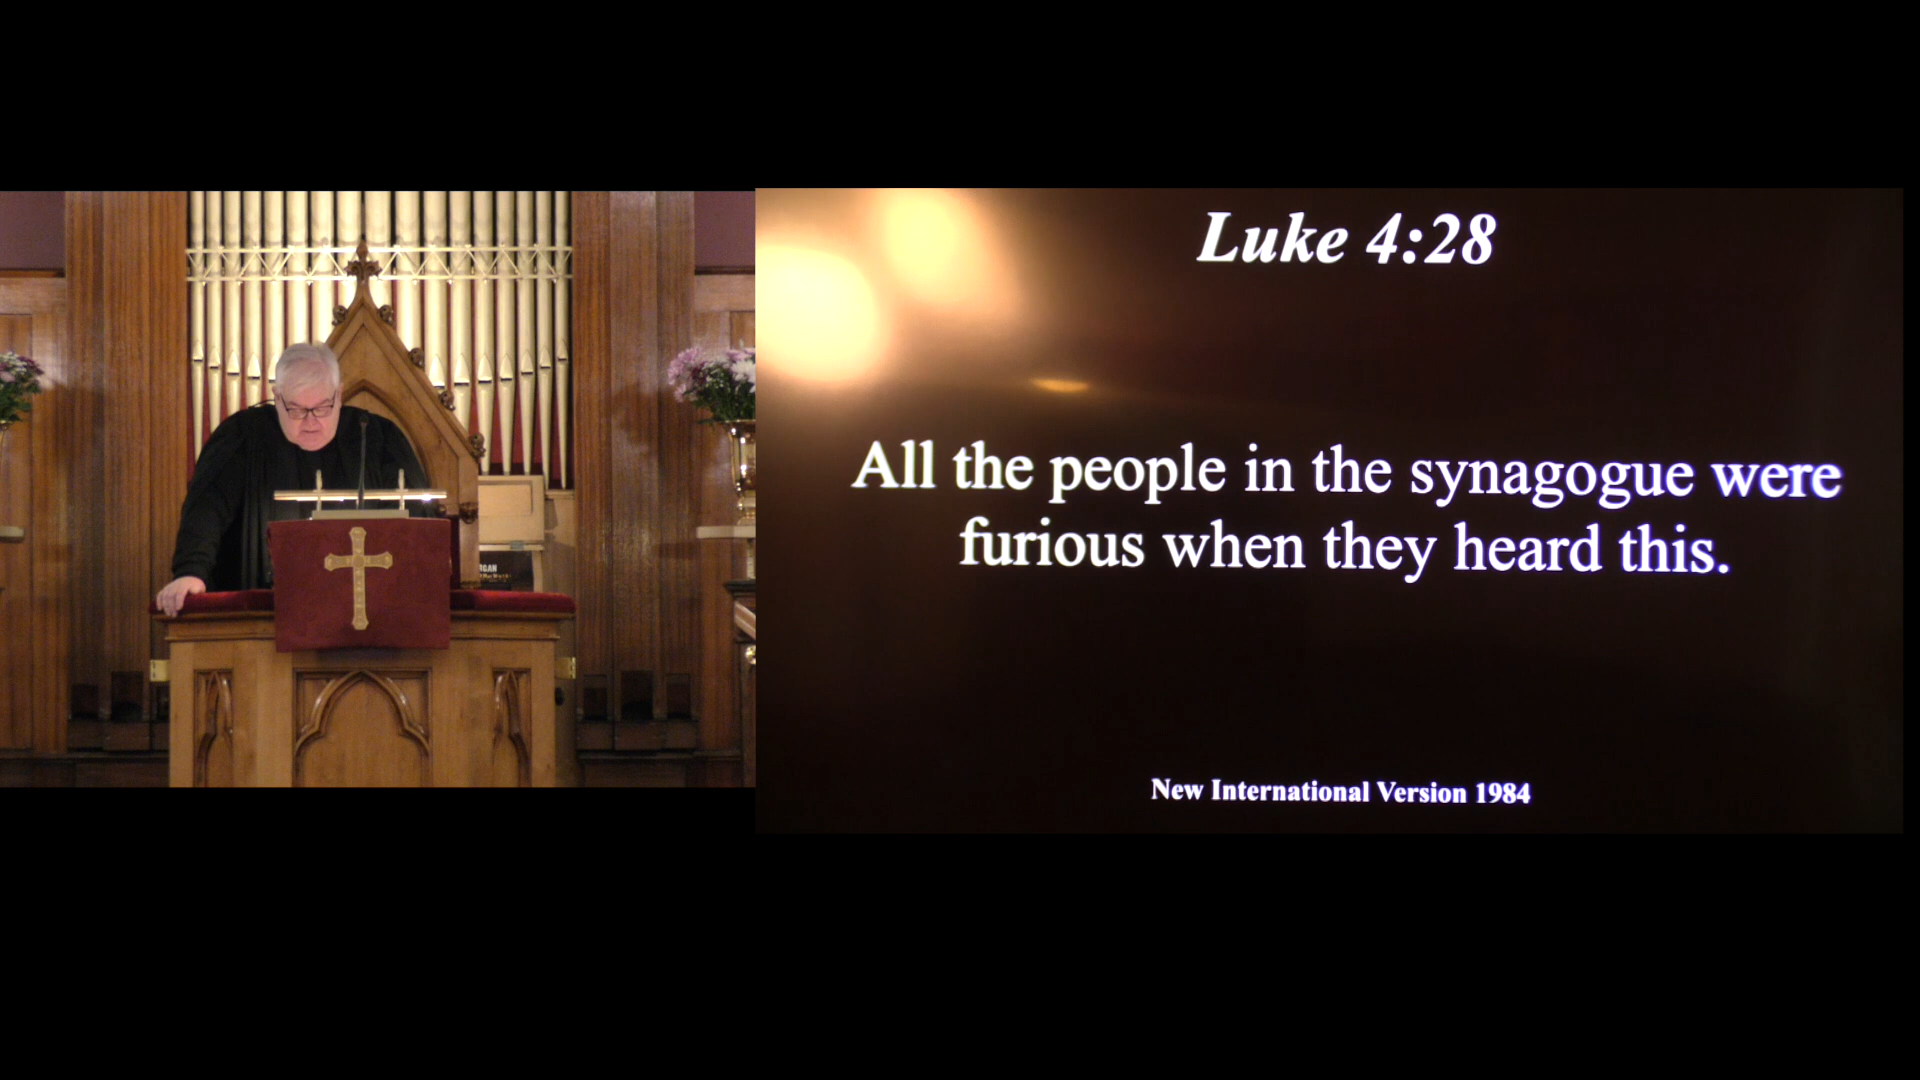 Luke 4:28
All the people in the synagogue were
furious when they heard this.
New International Version 1984